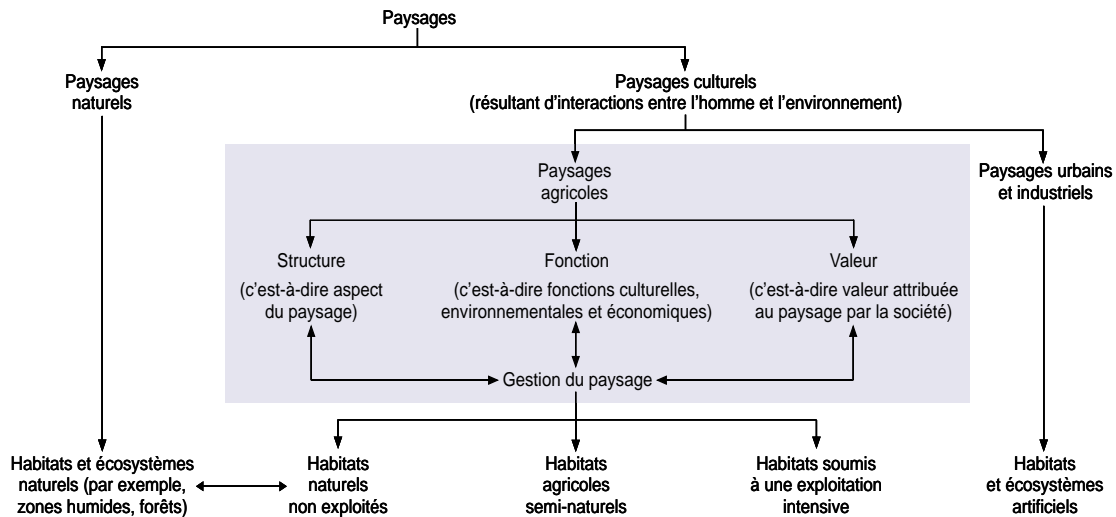 Paysages
Paysages
naturels
Paysages culturels
(résultant d'interactions entre l'homme et l'environnement)
Paysages
agricoles
Paysages urbains
et industriels
Structure
(c'est-à-dire aspect
du paysage)
Fonction
(c'est-à-dire fonctions culturelles,
environnementales et économiques)
Valeur
(c'est-à-dire valeur attribuée
au paysage par la société)
Gestion du paysage
Habitats et écosystèmes
naturels (par exemple,
zones humides, forêts)
Habitats
naturels
non exploités
Habitats
agricoles
semi-naturels
Habitats soumis
à une exploitation
intensive
Habitats
et écosystèmes
artificiels